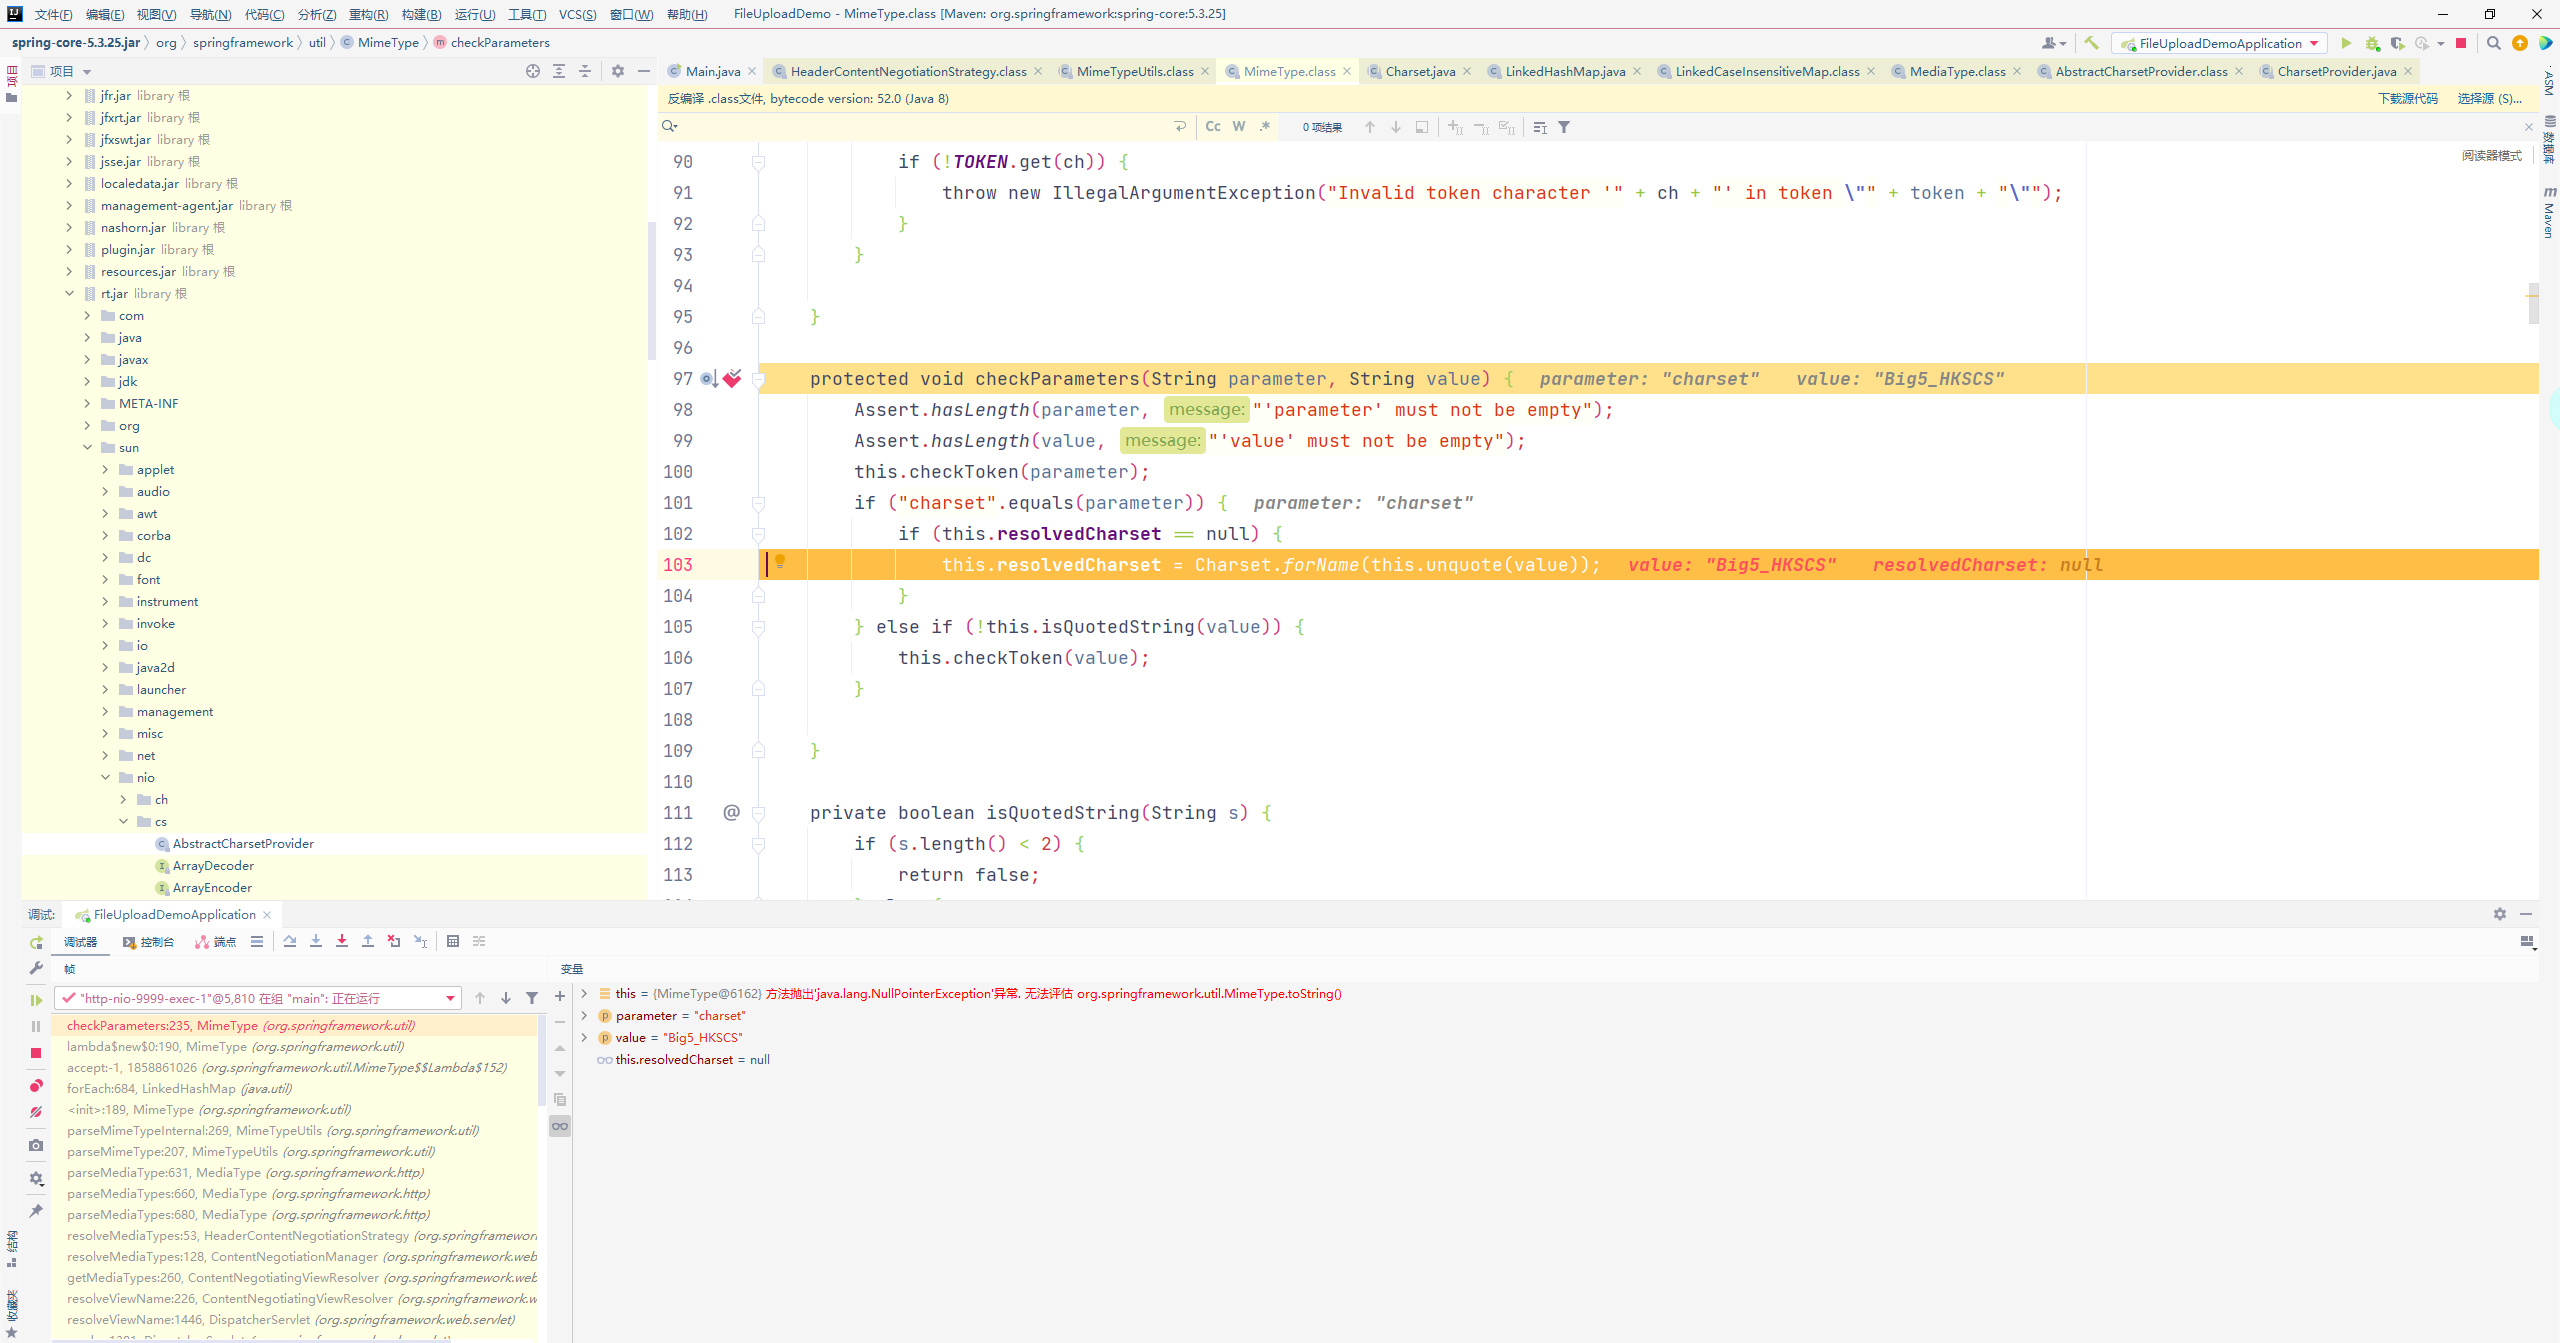 文件(F) 编辑(E) 视图(V) 导航(N) 代码(C) 分析(Z) 重构(R) 构建(B) 运行(U) 工具(T) VCS(S) 窗口(W) 帮助(H) FileUploadDemo - MimeType.class [Maven: org.springframework:spring-core:5.3.25]
spring-core-5.3.25.jar org springframework util MimeType checkParameters FileUploadDemoApplication
项目
项目
Main.java HeaderContentNegotiationStrategy.class MimeTypeUtils.class MimeType.class Charset.java LinkedHashMap.java LinkedCaseInsensitiveMap.class MediaType.class AbstractCharsetProvider.class CharsetProvider.java
ASM
数据库
Maven
反编译 .class文件, bytecode version: 52.0 (Java 8) 下载源代码 选择源 (S)...
Cc W .* 0 项结果
阅读器模式
jfr.jar library 根
jfxrt.jar library 根
jfxswt.jar library 根
jsse.jar library 根
localedata.jar library 根
management-agent.jar library 根
nashorn.jar library 根
plugin.jar library 根
resources.jar library 根
rt.jar library 根
com
java
javax
jdk
META-INF
org
sun
applet
audio
awt
corba
dc
font
instrument
invoke
io
java2d
launcher
management
misc
net
nio
ch
cs
AbstractCharsetProvider
ArrayDecoder
ArrayEncoder
90 if (!TOKEN.get(ch)) {
91 throw new IllegalArgumentException("Invalid token character '" + ch + "' in token \"" + token + "\"");
92 }
93 }
94
95 }
96
97 protected void checkParameters(String parameter, String value) { parameter: "charset" value: "Big5_HKSCS"
98 Assert.hasLength(parameter, message: "'parameter' must not be empty");
99 Assert.hasLength(value, message: "'value' must not be empty");
100 this.checkToken(parameter);
101 if ("charset".equals(parameter)) { parameter: "charset"
102 if (this.resolvedCharset == null) {
103 this.resolvedCharset = Charset.forName(this.unquote(value)); value: "Big5_HKSCS" resolvedCharset: null
104 }
105 } else if (!this.isQuotedString(value)) {
106 this.checkToken(value);
107 }
108
109 }
110
111 @ private boolean isQuotedString(String s) {
112 if (s.length() < 2) {
113 return false;
调试: FileUploadDemoApplication
调试器 控制台 端点
帧 变量
"http-nio-9999-exec-1"@5,810 在组 "main": 正在运行
checkParameters:235, MimeType (org.springframework.util)
lambda$new$0:190, MimeType (org.springframework.util)
accept:-1, 1858861026 (org.springframework.util.MimeType$$Lambda$152)
forEach:684, LinkedHashMap (java.util)
<init>:189, MimeType (org.springframework.util)
parseMimeTypeInternal:269, MimeTypeUtils (org.springframework.util)
parseMimeType:207, MimeTypeUtils (org.springframework.util)
parseMediaType:631, MediaType (org.springframework.http)
parseMediaTypes:660, MediaType (org.springframework.http)
parseMediaTypes:680, MediaType (org.springframework.http)
resolveMediaTypes:53, HeaderContentNegotiationStrategy (org.springframework
resolveMediaTypes:128, ContentNegotiationManager (org.springframework.web
getMediaTypes:260, ContentNegotiatingViewResolver (org.springframework.web
resolveViewName:226, ContentNegotiatingViewResolver (org.springframework.w
resolveViewName:1446, DispatcherServlet (org.springframework.web.servlet)
this = {MimeType@6162} 方法抛出'java.lang.NullPointerException'异常. 无法评估 org.springframework.util.MimeType.toString()
parameter = "charset"
value = "Big5_HKSCS"
this.resolvedCharset = null
结构
收藏夹